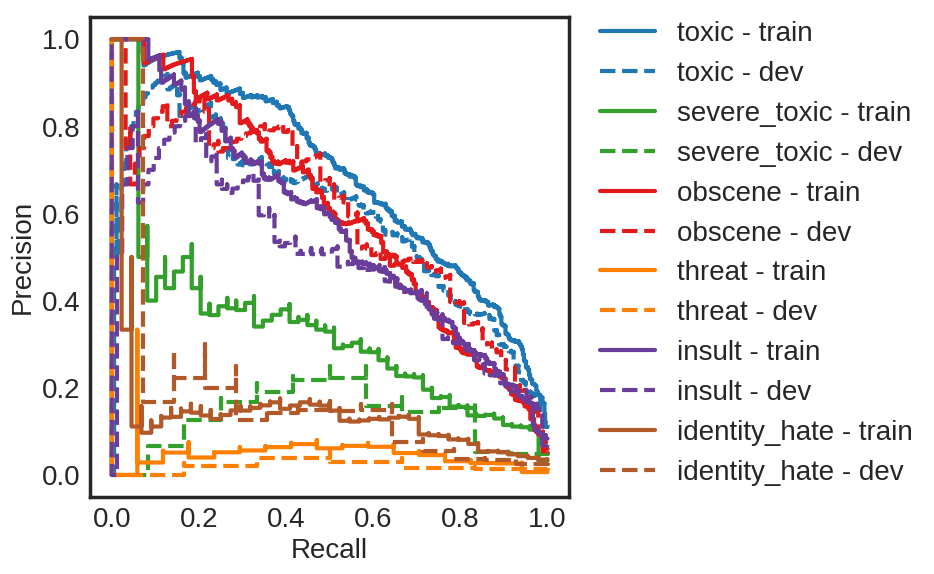 1.0
0.8
0.6
0.4
0.2
0.0
Precision
0.0 0.2 0.4 0.6 0.8 1.0
Recall
toxic - train
toxic - dev
severe_toxic - train
severe_toxic - dev
obscene - train
obscene - dev
threat - train
threat - dev
insult - train
insult - dev
identity_hate - train
identity_hate - dev